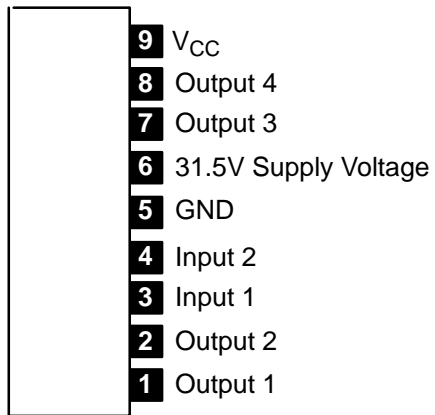 9 VCC
8 Output 4
7 Output 3
6 31.5V Supply Voltage
5 GND
4 Input 2
3 Input 1
2 Output 2
1 Output 1